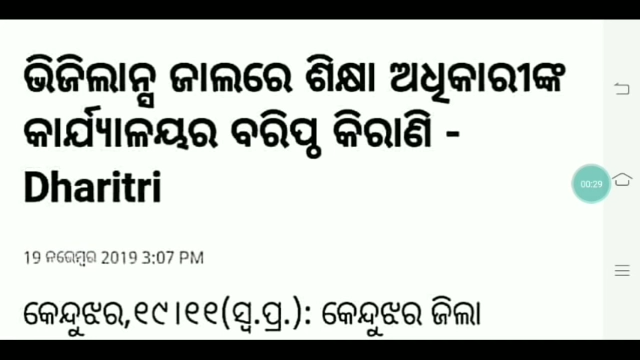 ଭିଜିଲାନ୍ସ ଜାଲରେ ଶିକ୍ଷା ଅଧିକାରୀଙ୍କ
କାର୍ଯ୍ୟାଳୟର ବରିଷ୍ଠ କିରାଣି -
Dharitri
00:29
19 ନଭେମ୍ବର 2019 3:07 PM
କେନ୍ଦୁଝର,୧୯।୧୧(ସ୍ୱ.ପ୍ର.): କେନ୍ଦୁଝର ଜିଲା